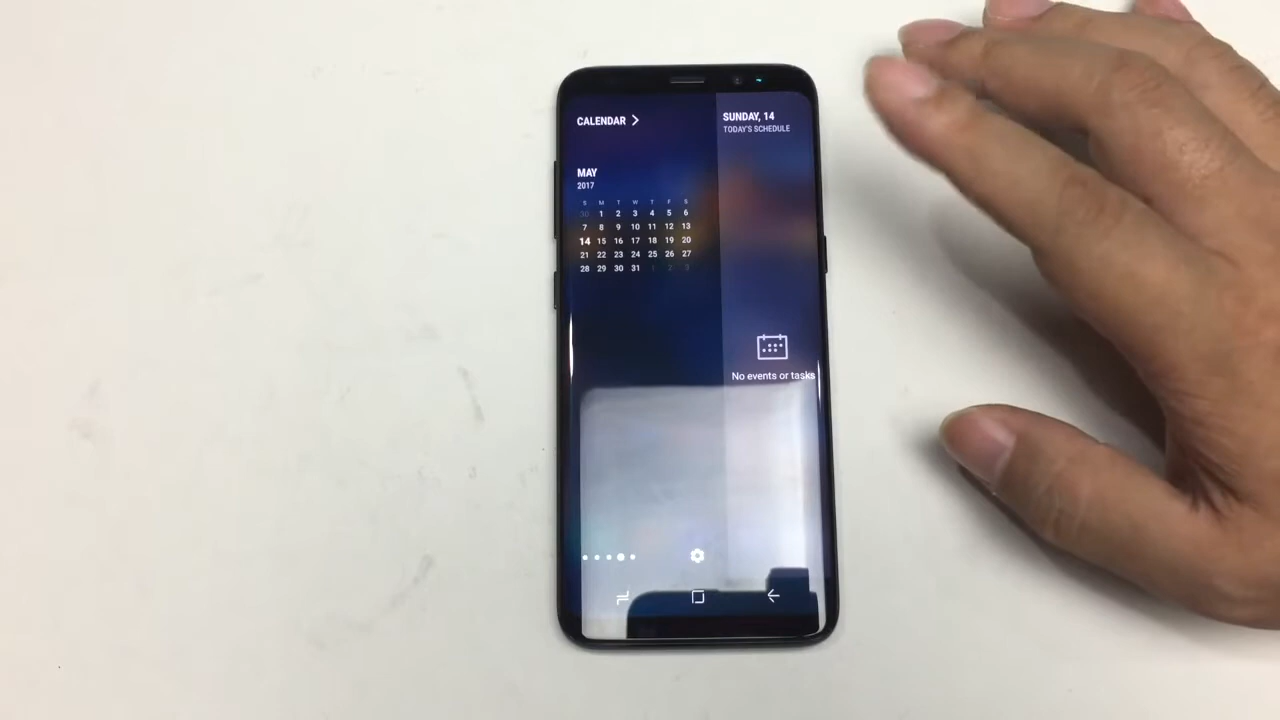 CALENDAR >
SUNDAY, 14
TODAY'S SCHEDULE
MAY
2017
S M T W T F S
30 1 2 3 4 5 6
7 8 9 10 11 12 13
14 15 16 17 18 19 20
21 22 23 24 25 26 27
28 29 30 31 1 2 3
No events or tasks